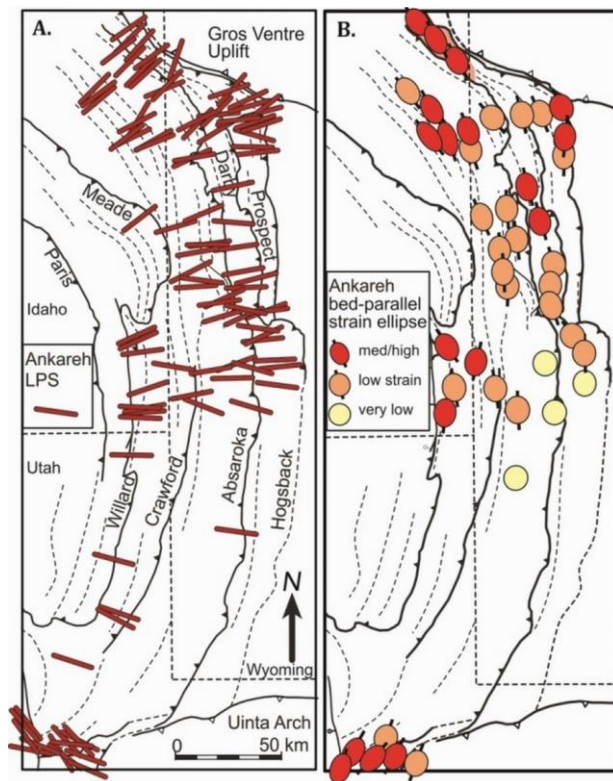 A.
Gros Ventre
Uplift
Darby
Prospect
Meade
Paris
Idaho
Ankareh
LPS
Utah
Willard
Crawford
Absaroka
Hogsback
N
Wyoming
Uinta Arch
0 50 km
B.
Ankareh
bed-parallel
strain ellipse
med/high
low strain
very low